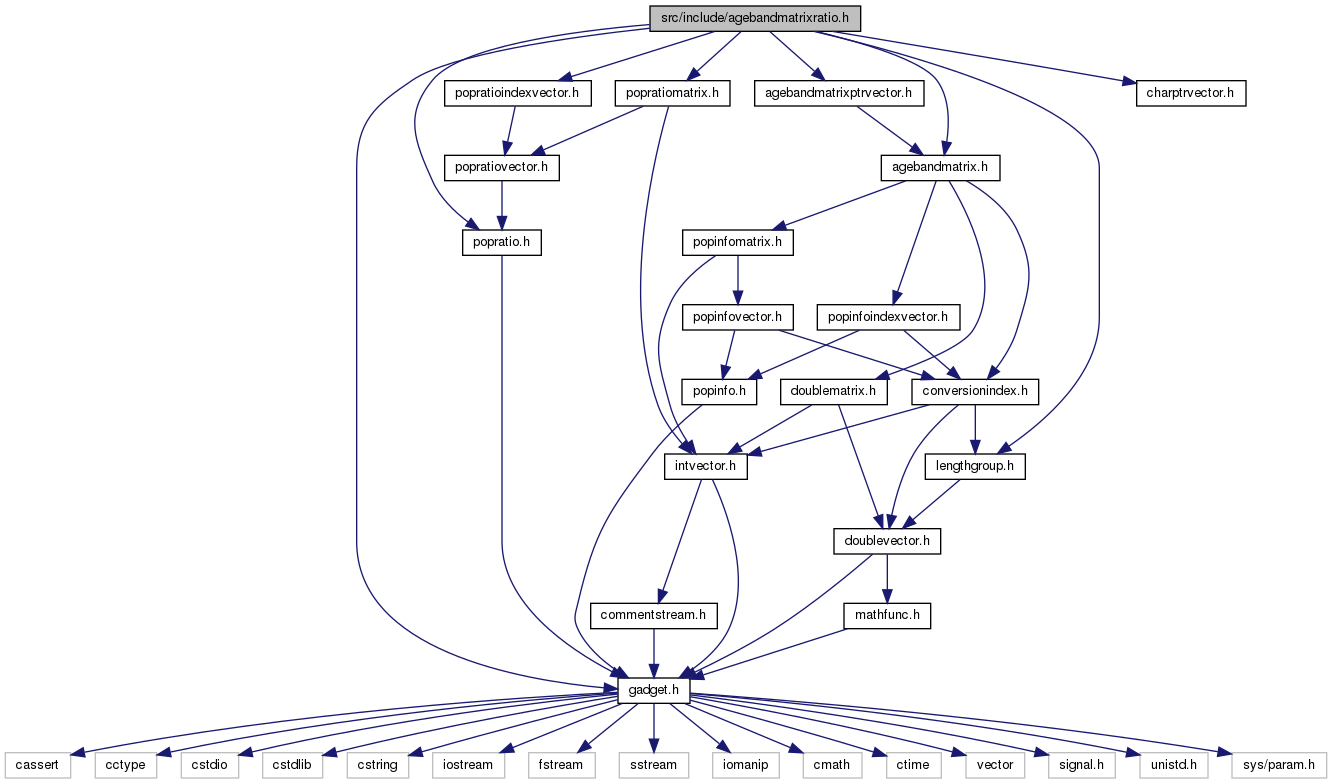 src/include/agebandmatrixratio.h
popratioindexvector.h
popratiomatrix.h
agebandmatrixptrvector.h
charptrvector.h
popratiovector.h
agebandmatrix.h
popratio.h
popinfomatrix.h
popinfovector.h
popinfoindexvector.h
popinfo.h
doublematrix.h
conversionindex.h
intvector.h
lengthgroup.h
doublevector.h
commentstream.h
mathfunc.h
gadget.h
cassert
cctype
cstdio
cstdlib
cstring
iostream
fstream
sstream
iomanip
cmath
ctime
vector
signal.h
unistd.h
sys/param.h